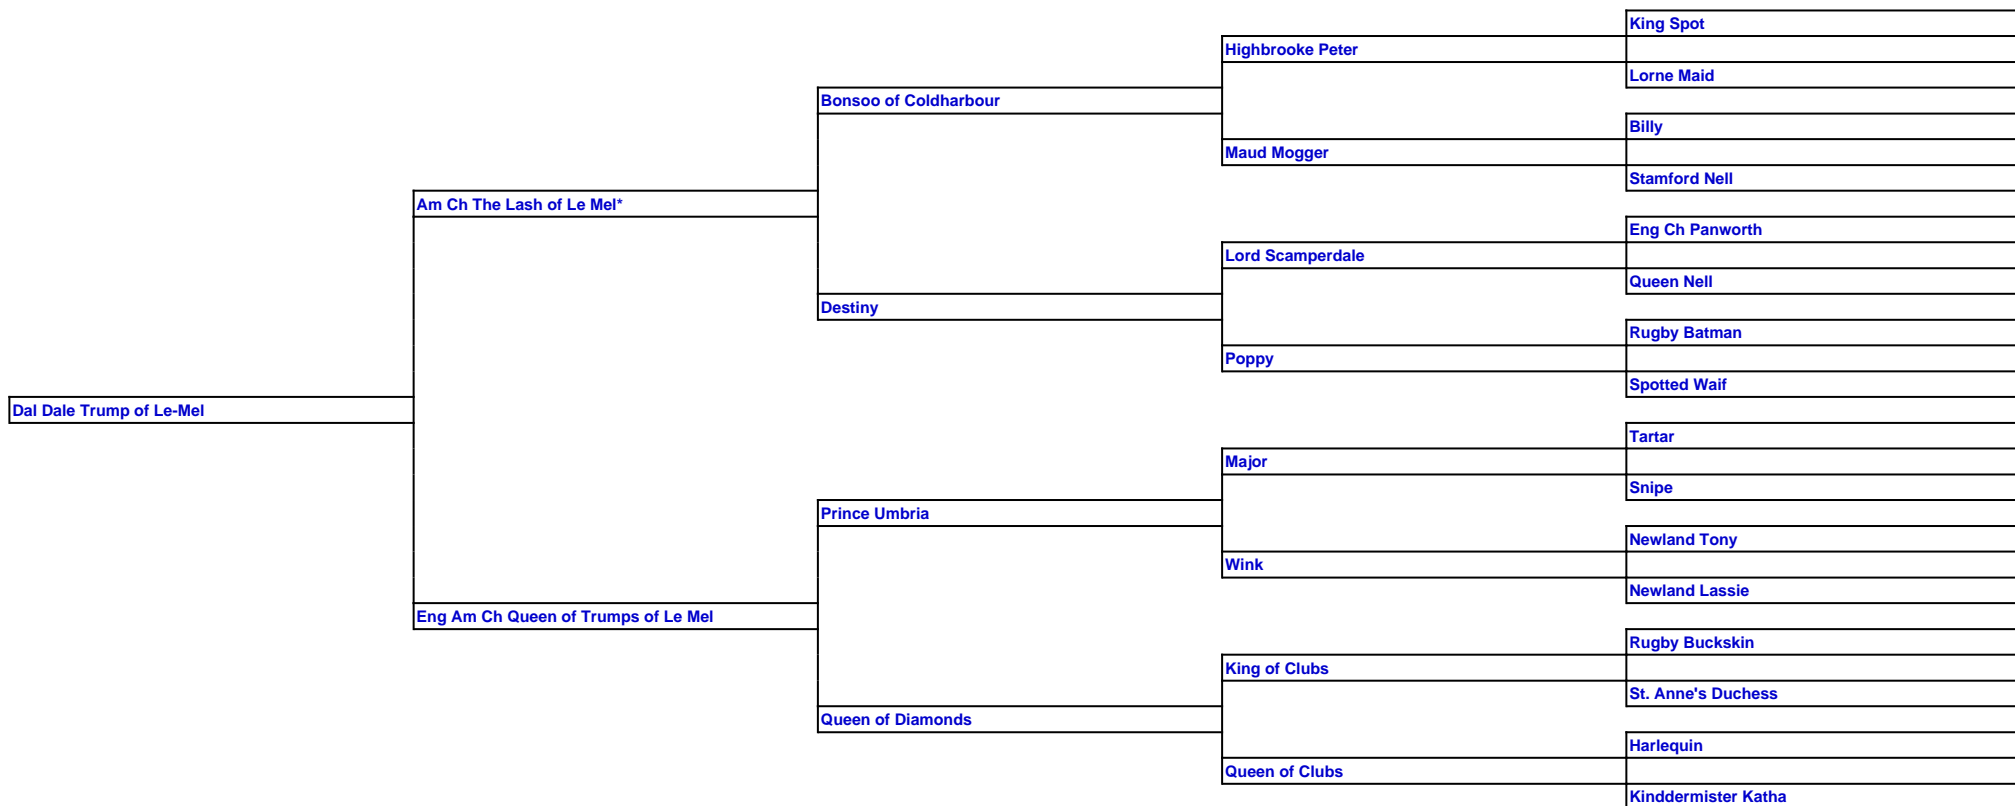 King Spot
Highbrooke Peter
Lorne Maid
Bonsoo of Coldharbour
Billy
Maud Mogger
Stamford Nell
Am Ch The Lash of Le Mel*
Eng Ch Panworth
Lord Scamperdale
Queen Nell
Destiny
Rugby Batman
Poppy
Spotted Waif
Dal Dale Trump of Le-Mel
Tartar
Major
Snipe
Prince Umbria
Newland Tony
Wink
Newland Lassie
Eng Am Ch Queen of Trumps of Le Mel
Rugby Buckskin
King of Clubs
St. Anne's Duchess
Queen of Diamonds
Harlequin
Queen of Clubs
Kinddermister Katha